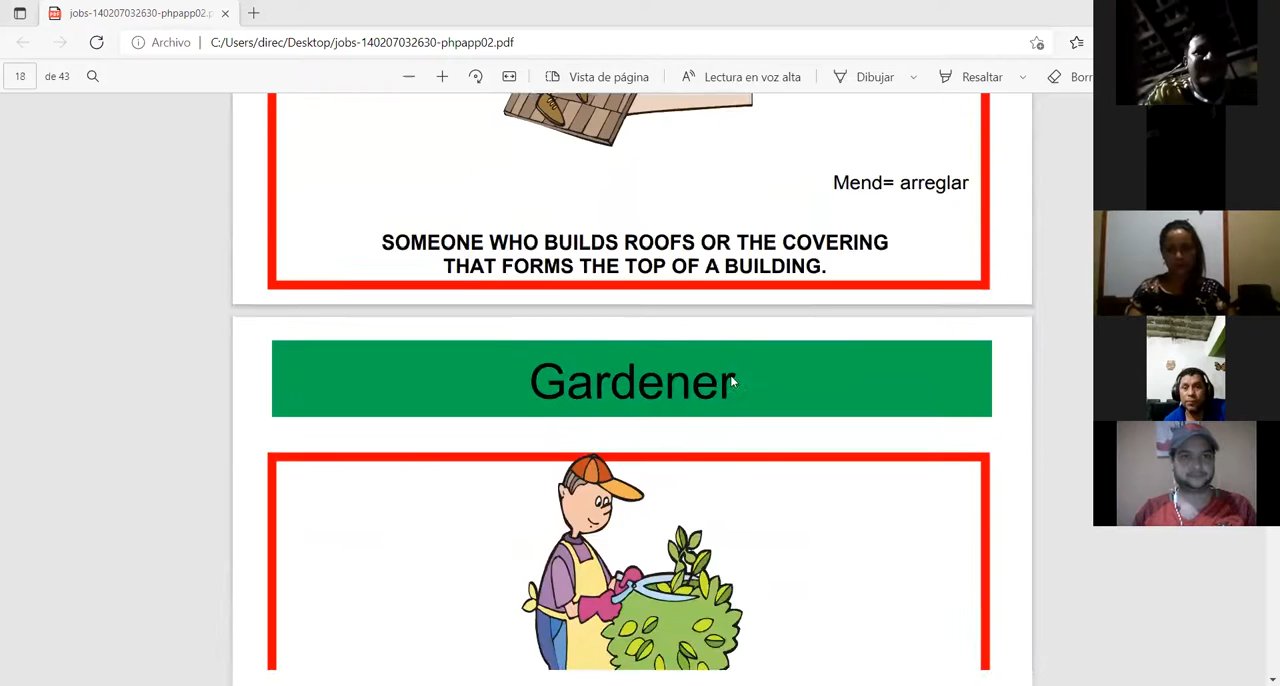 jobs-140207032630-phpapp02.p
Archivo
C:/Users/direc/Desktop/jobs-140207032630-phpapp02.pdf
18 de 43
Vista de página
Lectura en voz alta
Dibujar
Resaltar
Borr
Mend= arreglar
SOMEONE WHO BUILDS ROOFS OR THE COVERING
THAT FORMS THE TOP OF A BUILDING.
Gardener